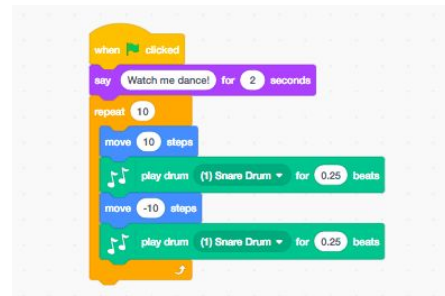 when clicked
say Watch me dance! for 2 seconds
repeat 10
move 10 steps
play drum (1) Snare Drum for 0.25 beats
move -10 steps
play drum (1) Snare Drum for 0.25 beats